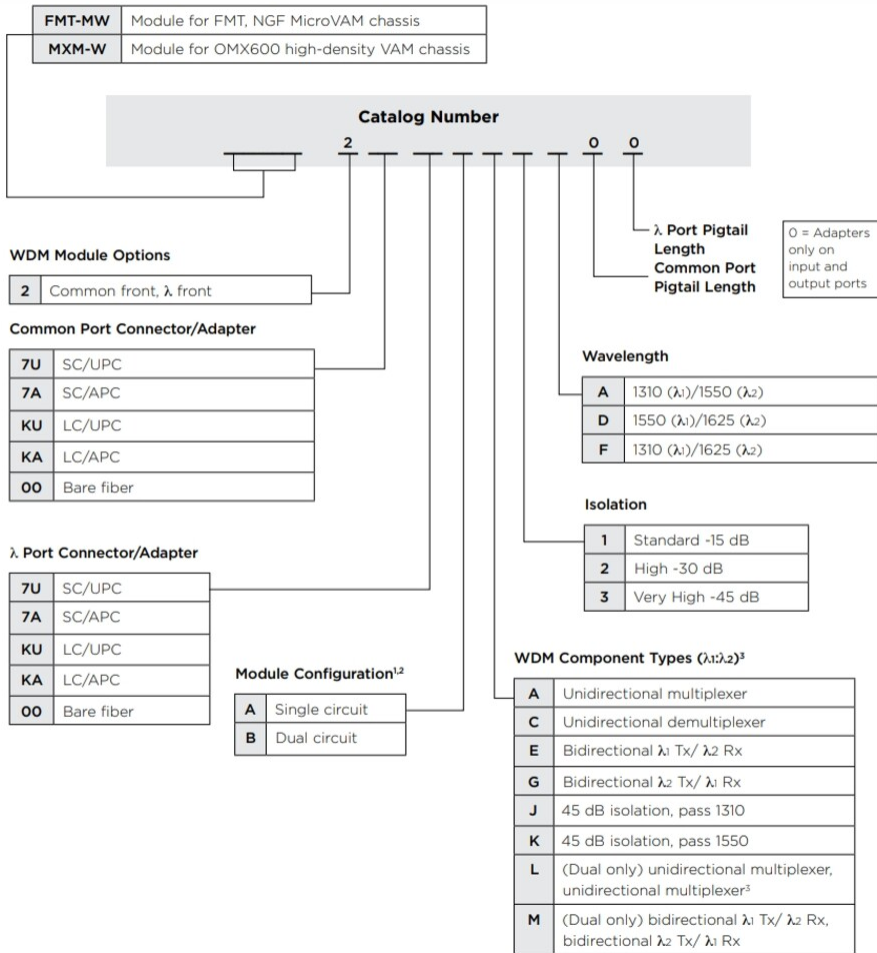 FMT-MW Module for FMT, NGF MicroVAM chassis
MXM-W Module for OMX600 high-density VAM chassis
Catalog Number
2 0 0
λ Port Pigtail
Length
Common Port
Pigtail Length
0 = Adapters
only on
input and
output ports
WDM Module Options
2 Common front, λ front
Common Port Connector/Adapter
7U SC/UPC
7A SC/APC
KU LC/UPC
KA LC/APC
00 Bare fiber
Wavelength
A 1310 (λ1)/1550 (λ2)
D 1550 (λ1)/1625 (λ2)
F 1310 (λ1)/1625 (λ2)
Isolation
1 Standard -15 dB
2 High -30 dB
3 Very High -45 dB
λ Port Connector/Adapter
7U SC/UPC
7A SC/APC
KU LC/UPC
KA LC/APC
00 Bare fiber
Module Configuration1,2
A Single circuit
B Dual circuit
WDM Component Types (λ1:λ2)3
A Unidirectional multiplexer
C Unidirectional demultiplexer
E Bidirectional λ1 Tx/ λ2 Rx
G Bidirectional λ2 Tx/ λ1 Rx
J 45 dB isolation, pass 1310
K 45 dB isolation, pass 1550
L (Dual only) unidirectional multiplexer,
unidirectional multiplexer3
M (Dual only) bidirectional λ1 Tx/ λ2 Rx,
bidirectional λ2 Tx/ λ1 Rx